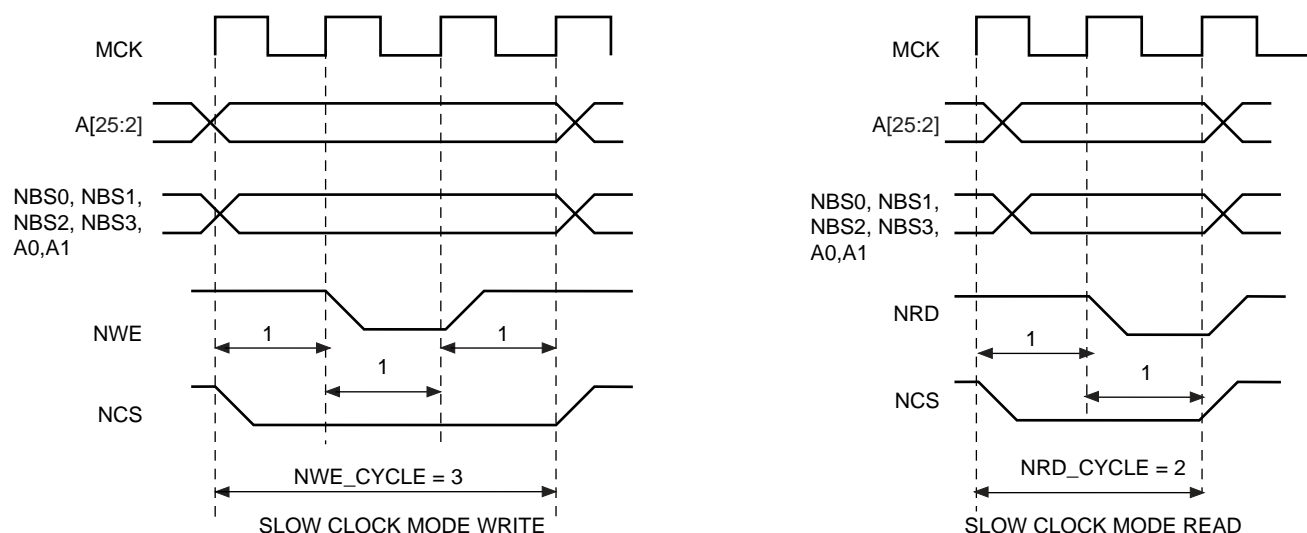 MCK
A[25:2]
NBS0, NBS1,
NBS2, NBS3,
A0,A1
NWE
1
1
1
NCS
NWE_CYCLE = 3
SLOW CLOCK MODE WRITE
MCK
A[25:2]
NBS0, NBS1,
NBS2, NBS3,
A0,A1
NRD
1
1
NCS
NRD_CYCLE = 2
SLOW CLOCK MODE READ